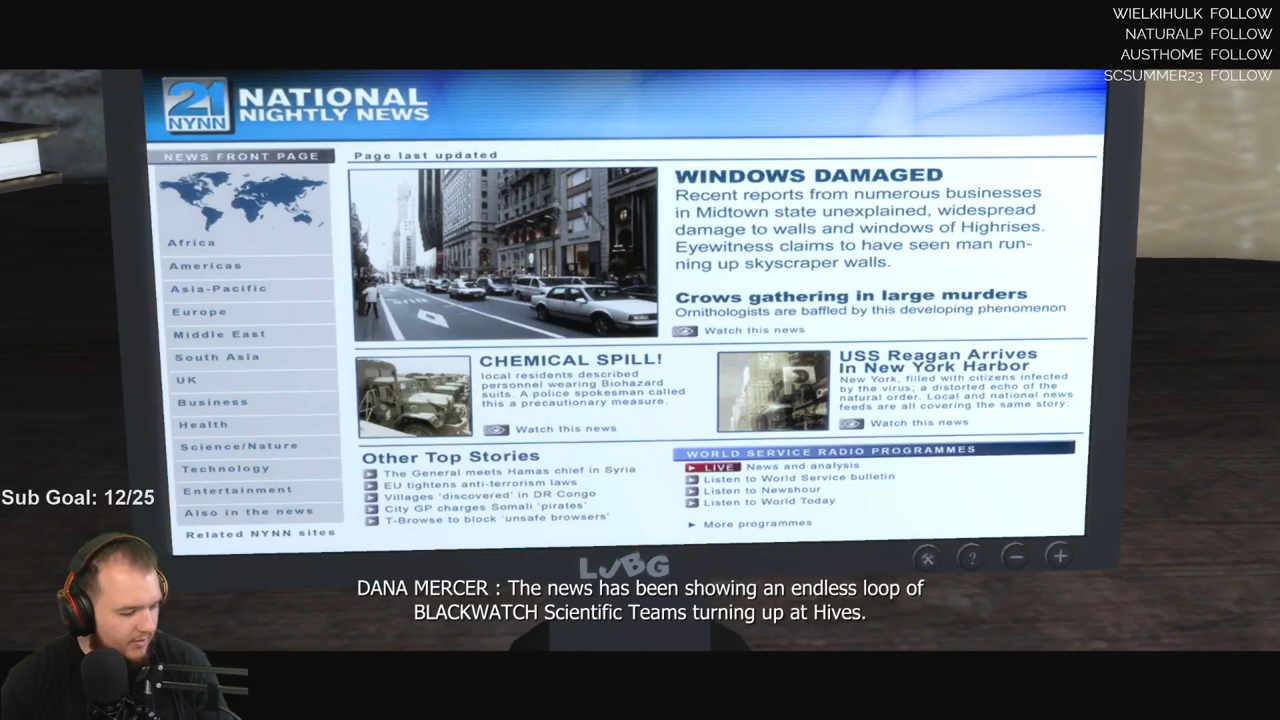 WIELKIHULK FOLLOW
NATURALP FOLLOW
AUSTHOME FOLLOW
SCSUMMER23 FOLLOW
21
NYNN
NATIONAL
NIGHTLY NEWS
NEWS FRONT PAGE
Africa
Americas
Asia-Pacific
Europe
Middle East
South Asia
UK
Business
Health
Science/Nature
Technology
Entertainment
Also in the news
Related NYNN sites
Page last updated
WINDOWS DAMAGED
Recent reports from numerous businesses
in Midtown state unexplained, widespread
damage to walls and windows of Highrises.
Eyewitness claims to have seen man run-
ning up skyscraper walls.
Crows gathering in large murders
Ornithologists are baffled by this developing phenomenon
Watch this news
CHEMICAL SPILL!
local residents described
personnel wearing Biohazard
suits. A police spokesman called
this a precautionary measure.
Watch this news
USS Reagan Arrives
In New York Harbor
New York, filled with citizens infected
by the virus; a distorted echo of the
natural order. Local and national news
feeds are all covering the same story:
Watch this news
Other Top Stories
The General meets Hamas chief in Syria
EU tightens anti-terrorism laws
Villages 'discovered' in DR Congo
City GP charges Somali 'pirates'
T-Browse to block 'unsafe browsers'
WORLD SERVICE RADIO PROGRAMMES
LIVE News and analysis
Listen to World Service bulletin
Listen to Newshour
Listen to World Today
More programmes
Sub Goal: 12/25
DANA MERCER : The news has been showing an endless loop of
BLACKWATCH Scientific Teams turning up at Hives.